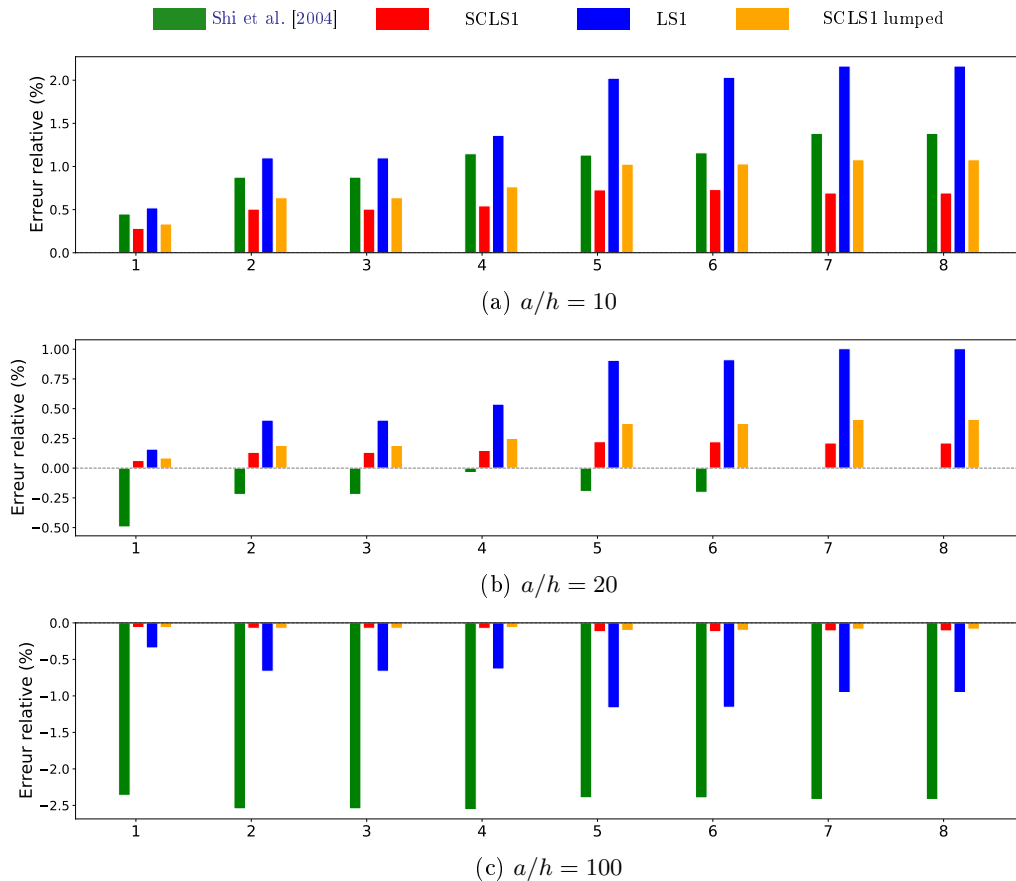 Shi et al. [2004] SCLS1 LS1 SCLS1 lumped
Erreur relative (%)
2.0
1.5
1.0
0.5
0.0
1 2 3 4 5 6 7 8
(a) a/h = 10
Erreur relative (%)
1.00
0.75
0.50
0.25
0.00
−0.25
−0.50
1 2 3 4 5 6 7 8
(b) a/h = 20
Erreur relative (%)
0.0
−0.5
−1.0
−1.5
−2.0
−2.5
1 2 3 4 5 6 7 8
(c) a/h = 100